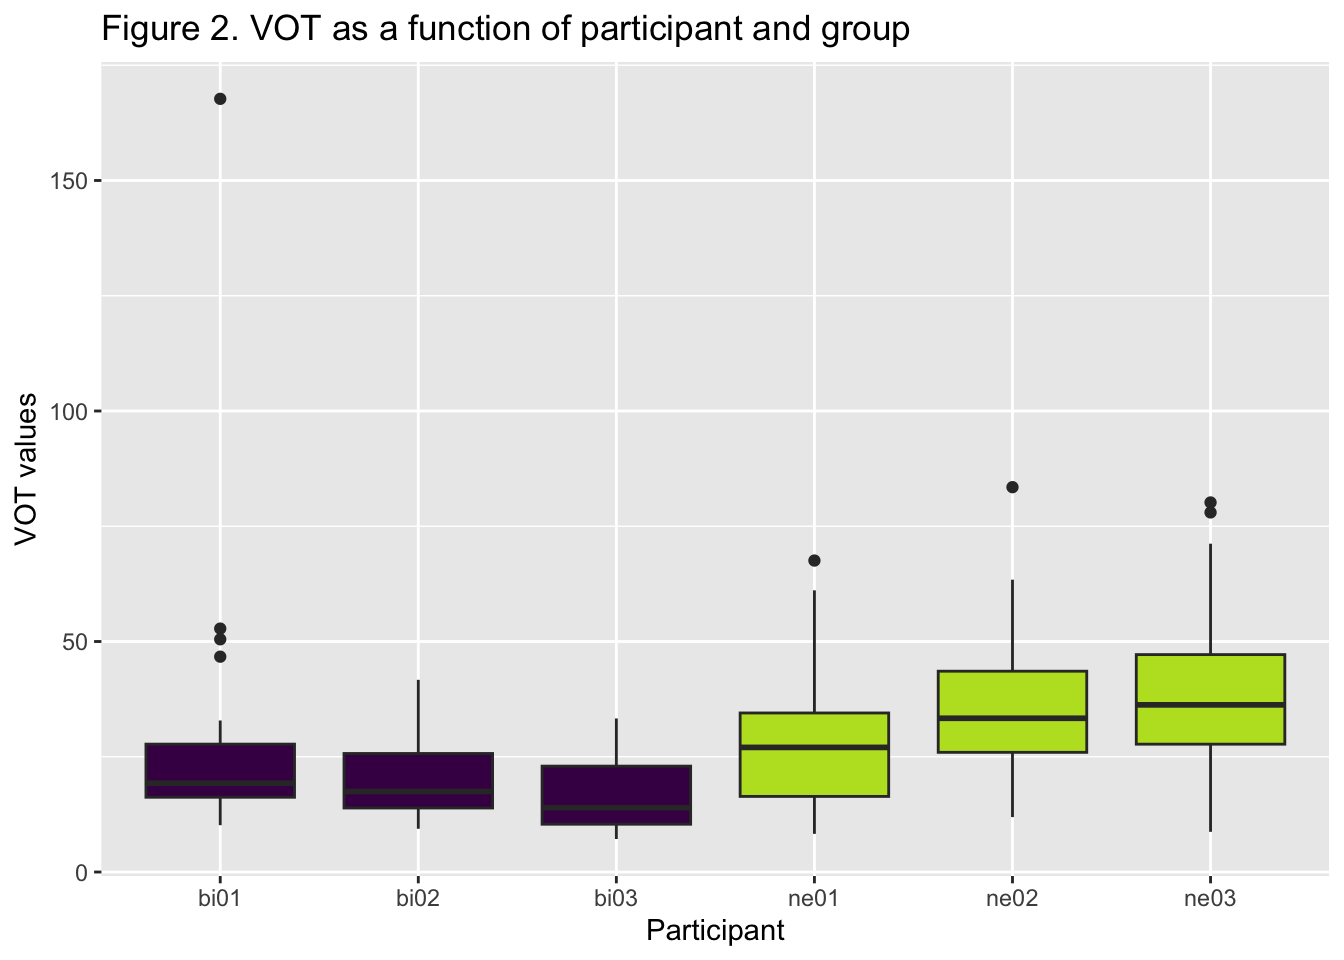 Figure 2. VOT as a function of participant and group
VOT values
150
100
50
0
bi01 bi02 bi03 ne01 ne02 ne03
Participant